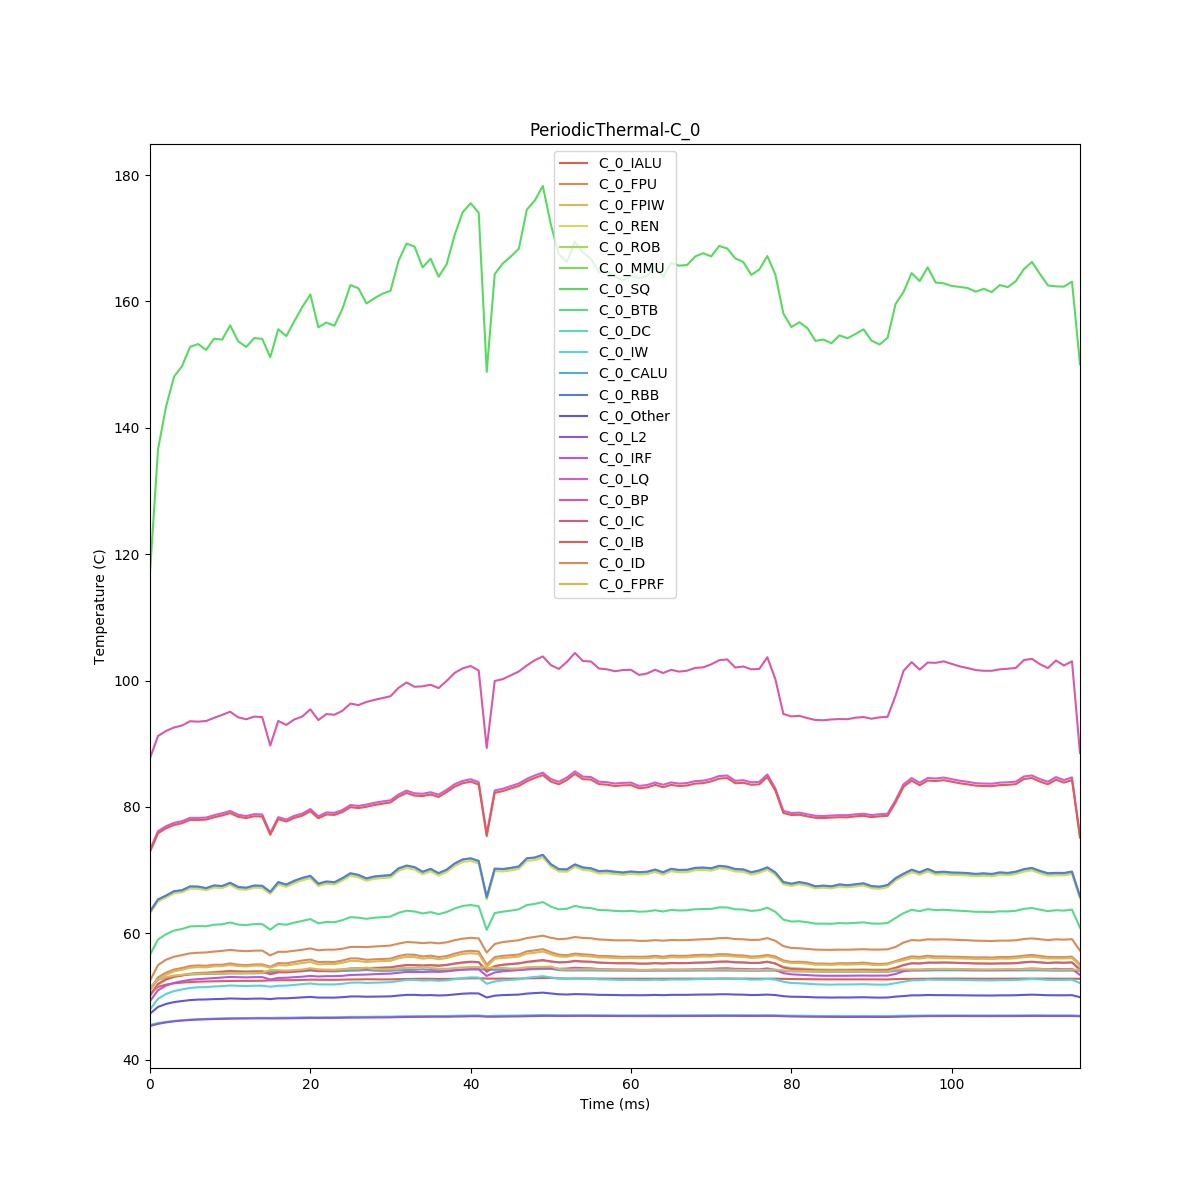 PeriodicThermal-C_0
180
160
140
120
100
80
60
40
Temperature (C)
C_0_IALU
C_0_FPU
C_0_FPIW
C_0_REN
C_0_ROB
C_0_MMU
C_0_SQ
C_0_BTB
C_0_DC
C_0_IW
C_0_CALU
C_0_RBB
C_0_Other
C_0_L2
C_0_IRF
C_0_LQ
C_0_BP
C_0_IC
C_0_IB
C_0_ID
C_0_FPRF
0 20 40 60 80 100
Time (ms)